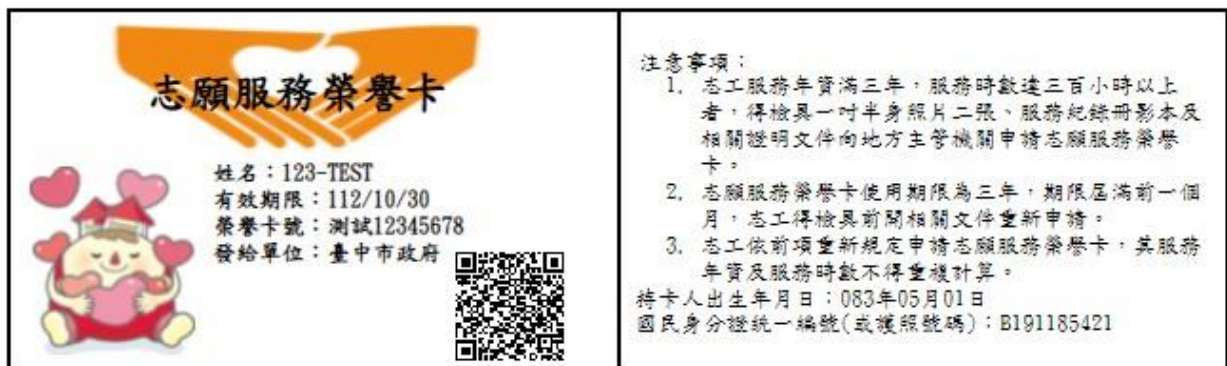 志願服務榮譽卡
姓名：123-TEST
有效期限：112/10/30
榮譽卡號：測試12345678
發給單位：臺中市政府
注意事項：
1. 志工服務年資滿三年，服務時數達三百小時以上
者，得檢具一吋半身照片二張、服務紀錄冊影本及
相關證明文件向地方主管機關申請志願服務榮譽
卡。
2. 志願服務榮譽卡使用期限為三年，期限屆滿前一個
月，志工得檢具前開相關文件重新申請。
3. 志工依前項重新規定申請志願服務榮譽卡，其服務
年資及服務時數不得重複計算。
持卡人出生年月日：083年05月01日
國民身分證統一編號(或護照號碼)：B191185421